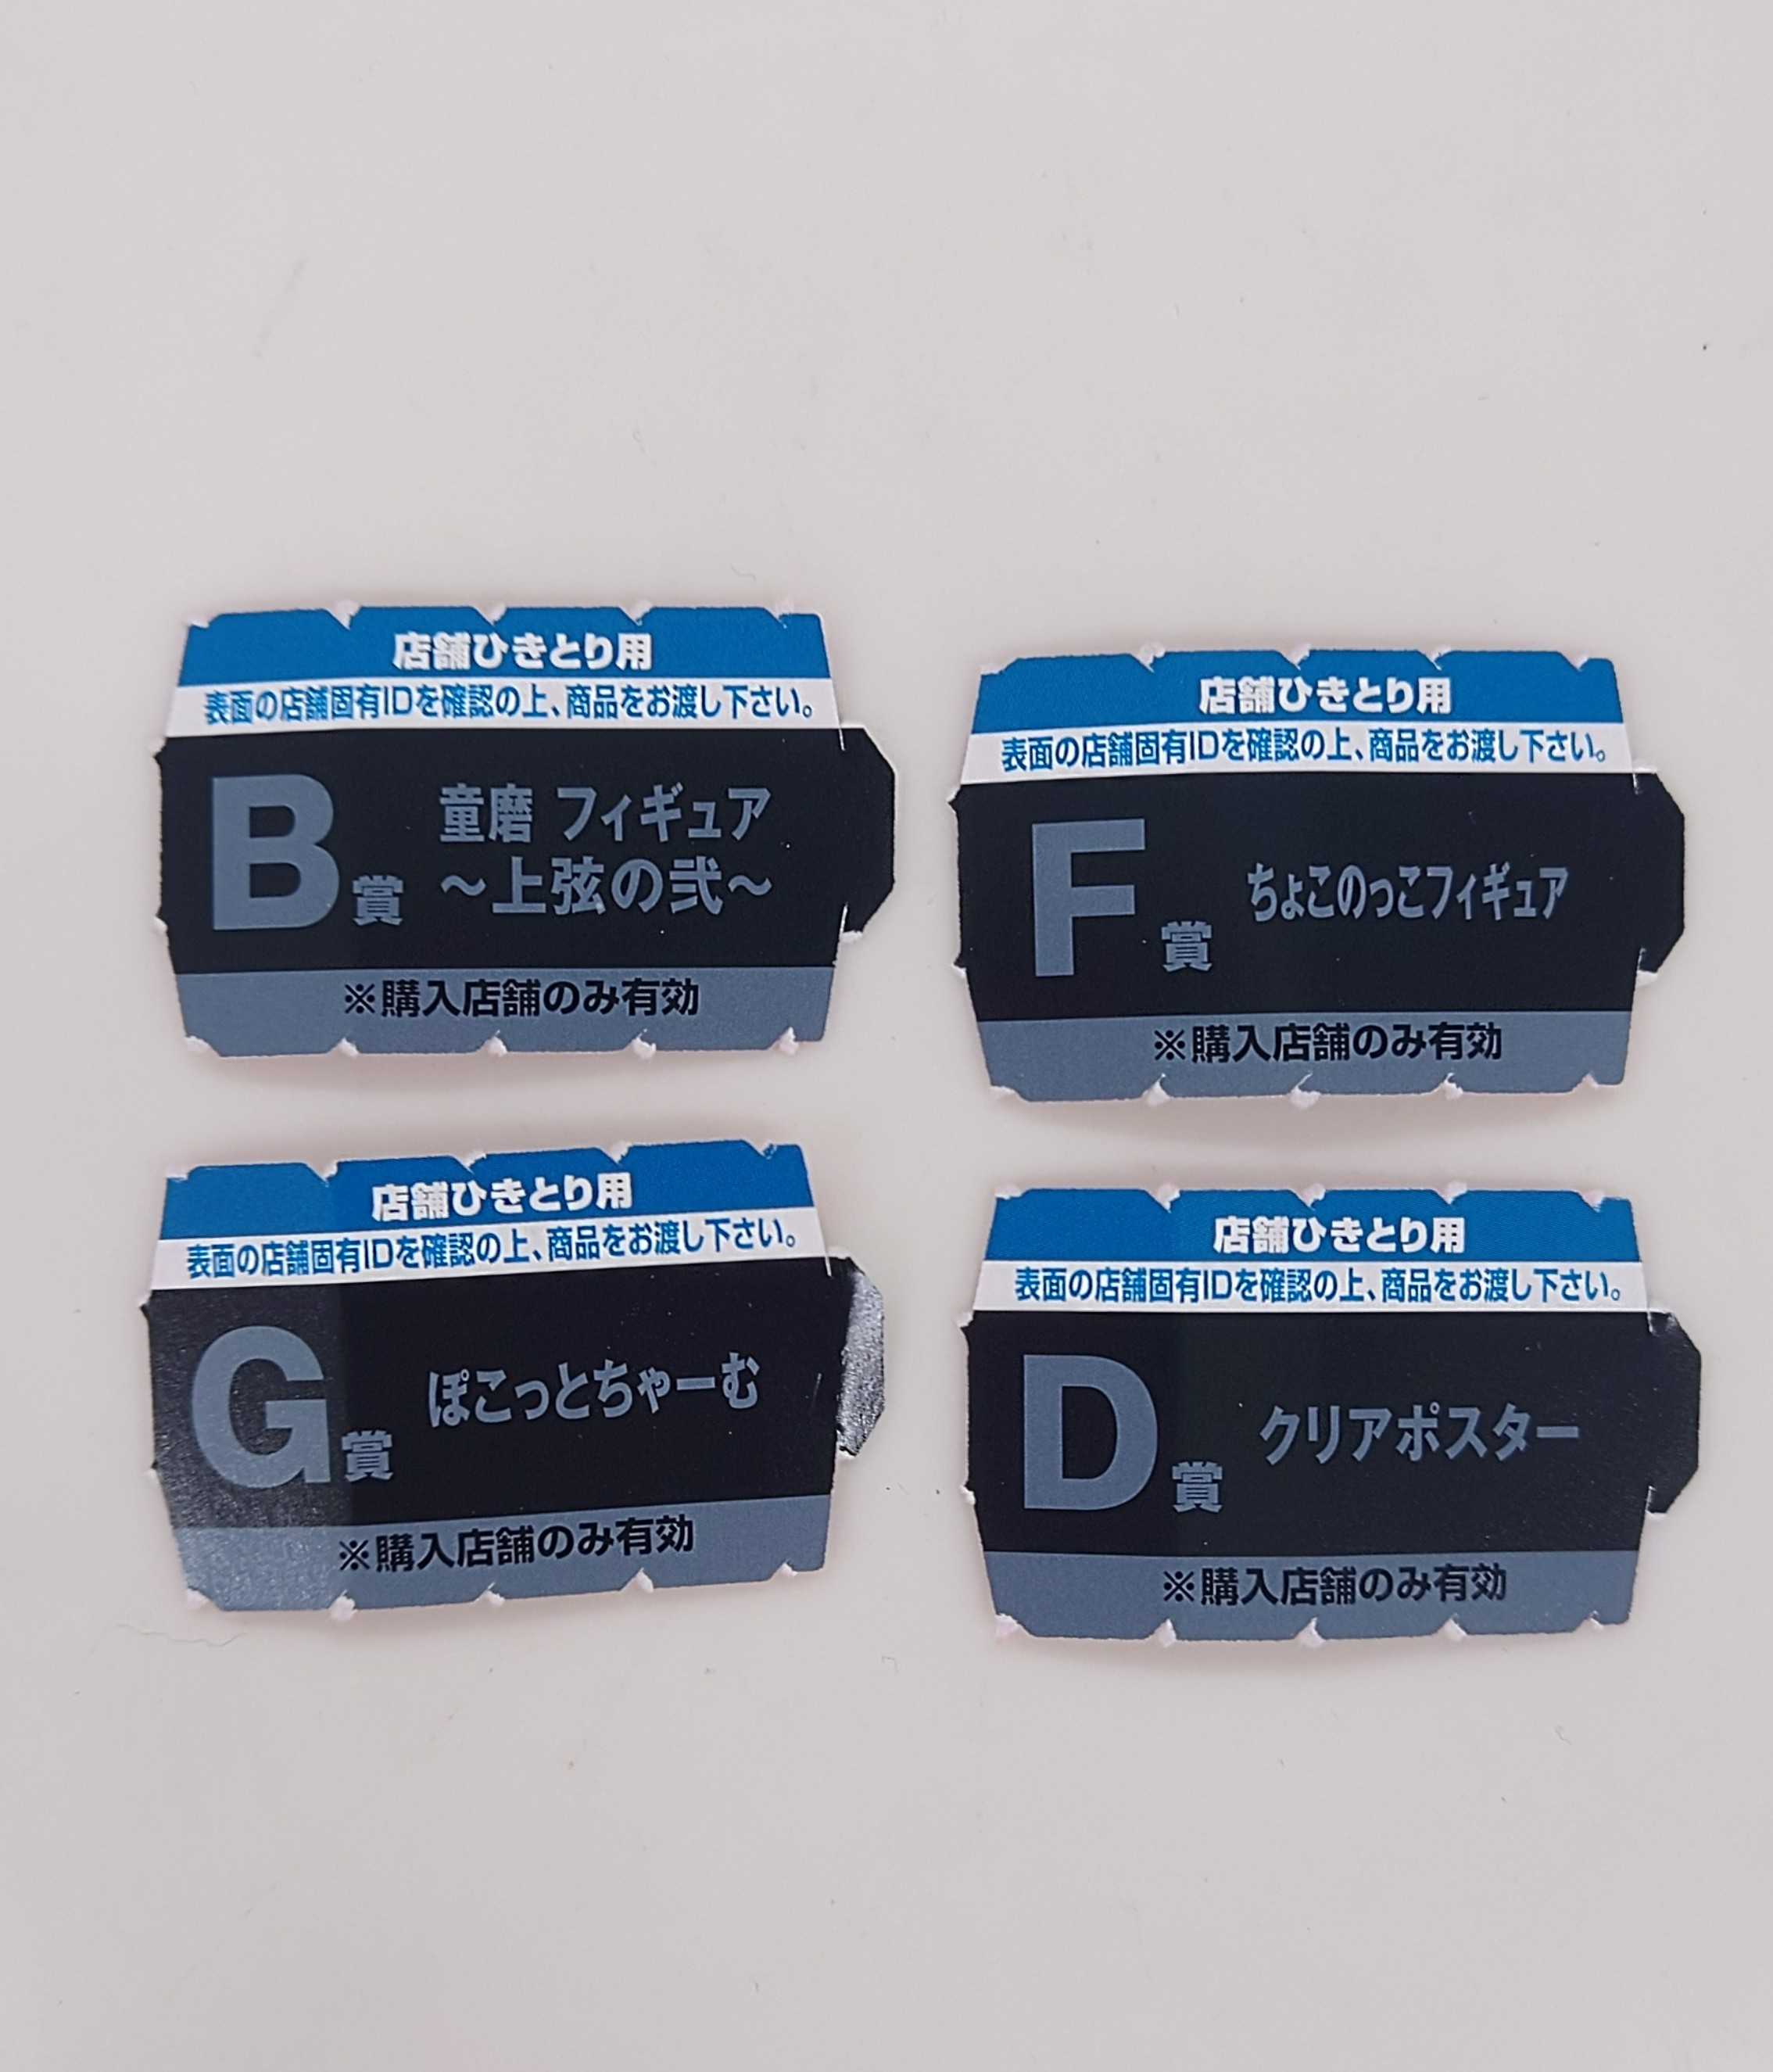 店舗ひきとり用
表面の店舗固有IDを確認の上、商品をお渡し下さい。
B賞
童磨 フィギュア
～上弦の弐～
※購入店舗のみ有効
店舗ひきとり用
表面の店舗固有IDを確認の上、商品をお渡し下さい。
F賞 ちょこのっこフィギュア
※購入店舗のみ有効
店舗ひきとり用
表面の店舗固有IDを確認の上、商品をお渡し下さい。
G賞 ぽこっとちゃーむ
※購入店舗のみ有効
店舗ひきとり用
表面の店舗固有IDを確認の上、商品をお渡し下さい。
D賞 クリアポスター
※購入店舗のみ有効